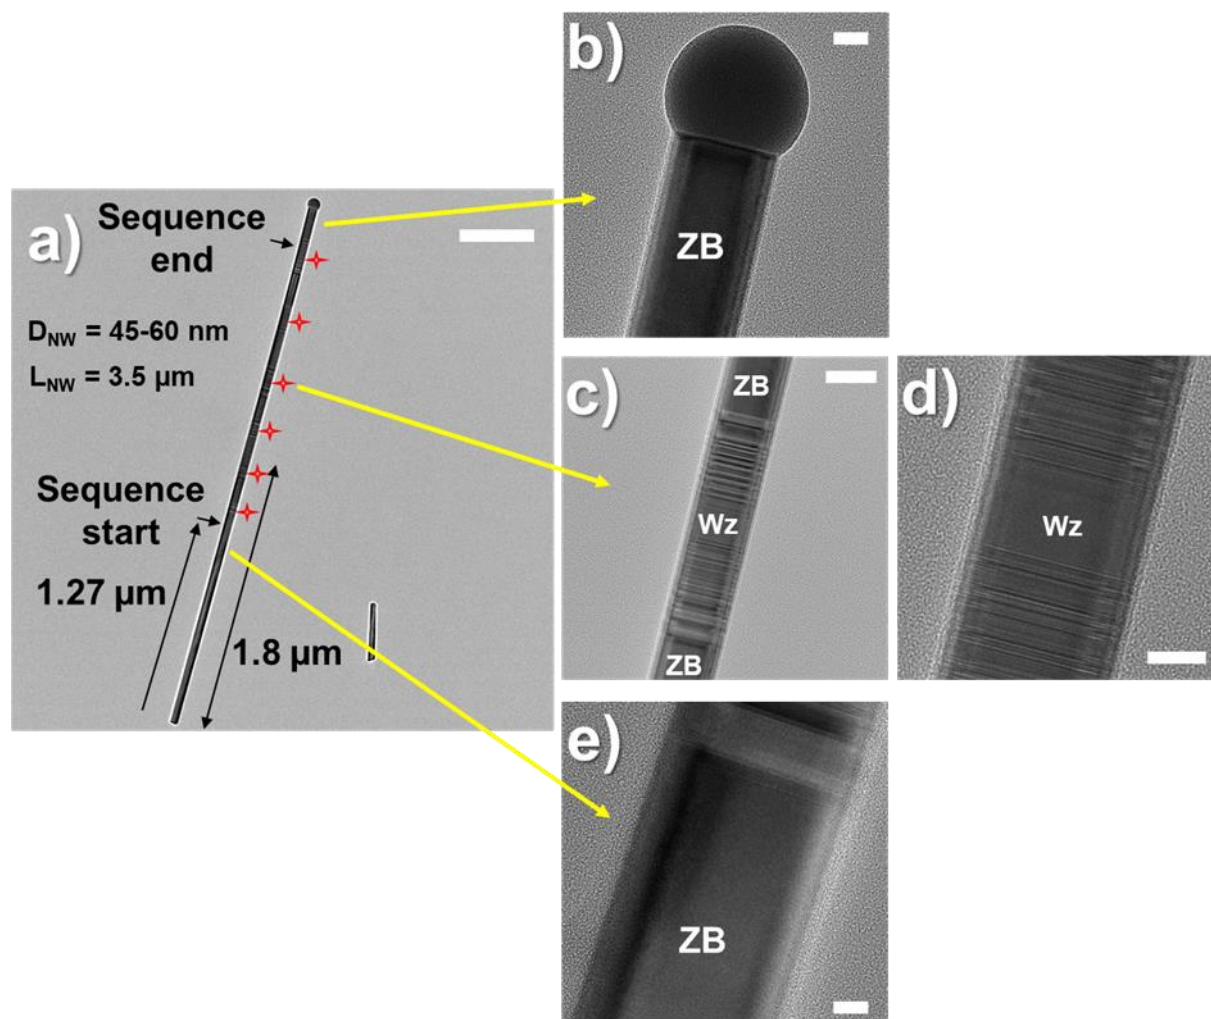 a)
Sequence
end
D_NW = 45-60 nm
L_NW = 3.5 µm
Sequence
start
1.27 µm
1.8 µm
b)
ZB
c)
ZB
Wz
ZB
d)
Wz
e)
ZB